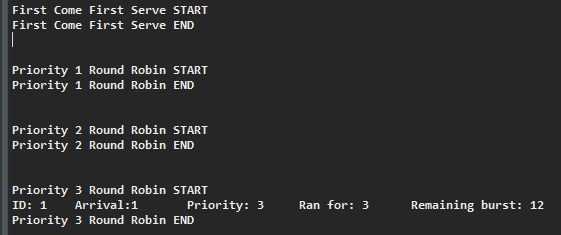 First Come First Serve START
First Come First Serve END
Priority 1 Round Robin START
Priority 1 Round Robin END
Priority 2 Round Robin START
Priority 2 Round Robin END
Priority 3 Round Robin START
ID: 1 Arrival:1 Priority: 3 Ran for: 3 Remaining burst: 12
Priority 3 Round Robin END